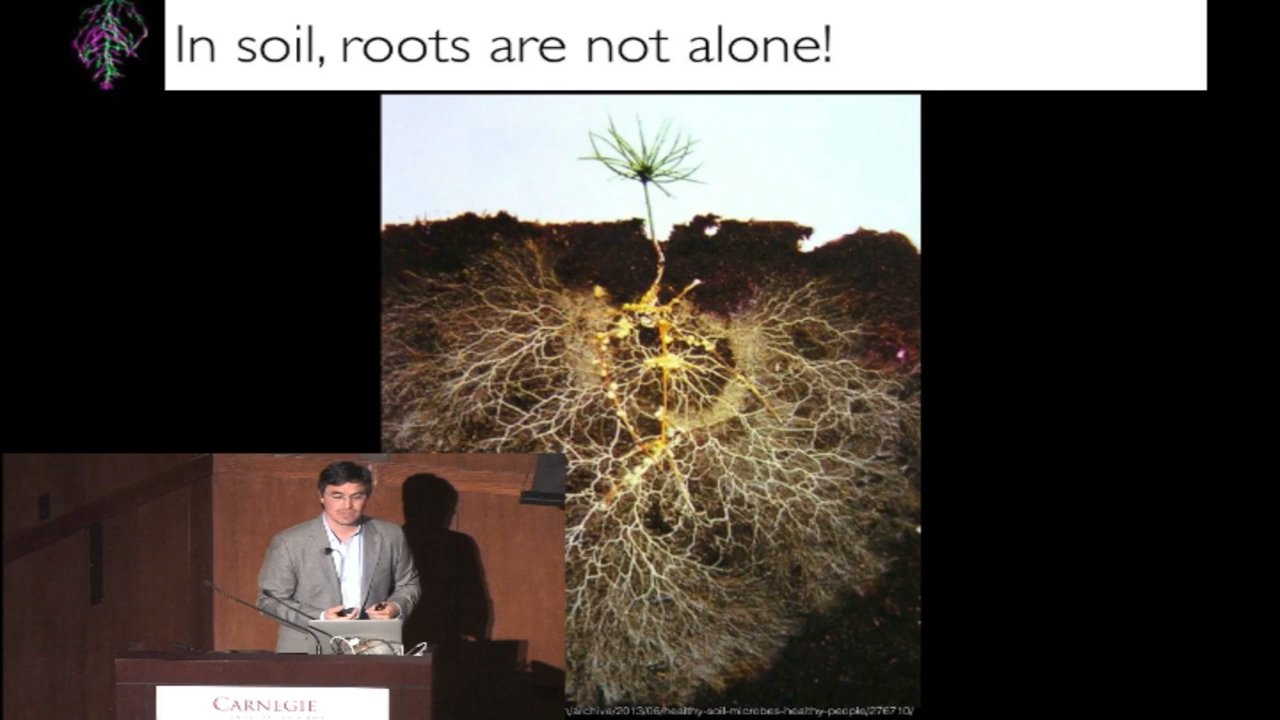 In soil, roots are not alone!
/archive/2013/06/healthy-soil-microbes-healthy-people/276710/
CARNEGIE